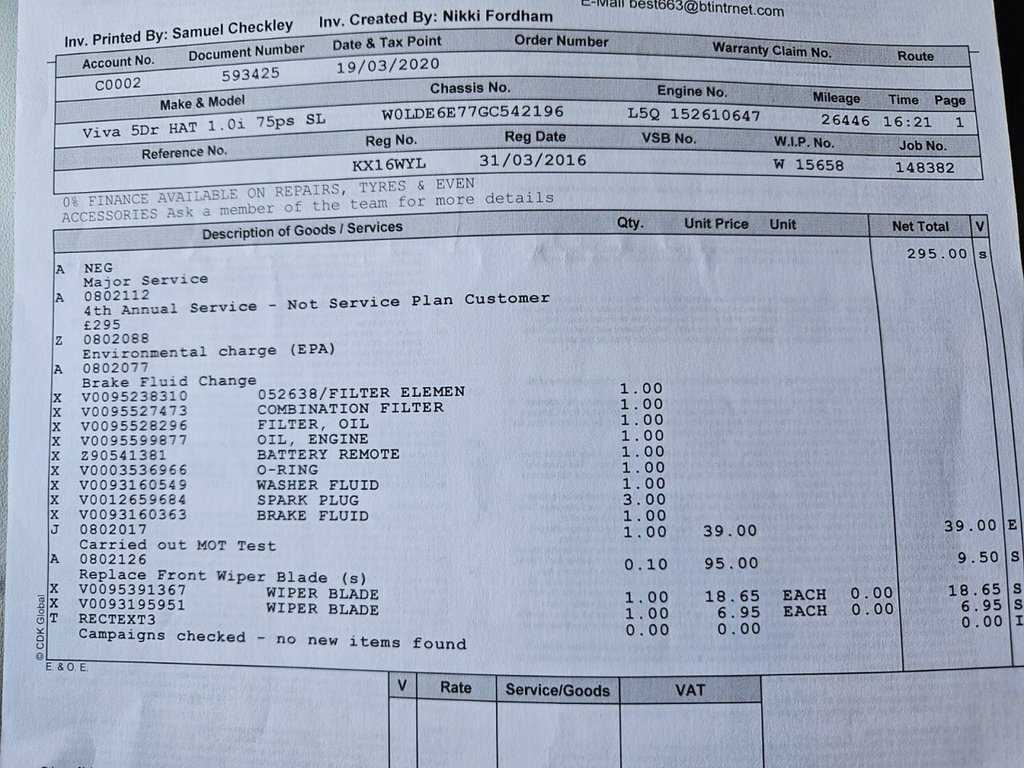 E-Mail best663@btintrnet.com
Inv. Printed By: Samuel Checkley Inv. Created By: Nikki Fordham
Account No. Document Number Date & Tax Point Order Number Warranty Claim No. Route
C0002 593425 19/03/2020
Make & Model Chassis No. Engine No. Mileage Time Page
Viva 5Dr HAT 1.0i 75ps SL W0LDE6E77GC542196 L5Q 152610647 26446 16:21 1
Reference No. Reg No. Reg Date VSB No. W.I.P. No. Job No.
KX16WYL 31/03/2016 W 15658 148382
0% FINANCE AVAILABLE ON REPAIRS, TYRES & EVEN
ACCESSORIES Ask a member of the team for more details
Description of Goods / Services Qty. Unit Price Unit Net Total V
A NEG 295.00 s
Major Service
A 0802112
4th Annual Service - Not Service Plan Customer
£295
Z 0802088
Environmental charge (EPA)
A 0802077
Brake Fluid Change
X V0095238310 052638/FILTER ELEMEN 1.00
X V0095527473 COMBINATION FILTER 1.00
X V0095528296 FILTER, OIL 1.00
X V0095599877 OIL, ENGINE 1.00
X Z90541381 BATTERY REMOTE 1.00
X V0003536966 O-RING 1.00
X V0093160549 WASHER FLUID 1.00
X V0012659684 SPARK PLUG 3.00
X V0093160363 BRAKE FLUID 1.00
J 0802017 1.00 39.00 39.00 E
Carried out MOT Test
A 0802126 0.10 95.00 9.50 S
Replace Front Wiper Blade (s)
X V0095391367 WIPER BLADE 1.00 18.65 EACH 0.00 18.65 S
X V0093195951 WIPER BLADE 1.00 6.95 EACH 0.00 6.95 S
T RECTEXT3 0.00 0.00 0.00 I
Campaigns checked - no new items found
© CDK Global
E. & O. E.
V Rate Service/Goods VAT